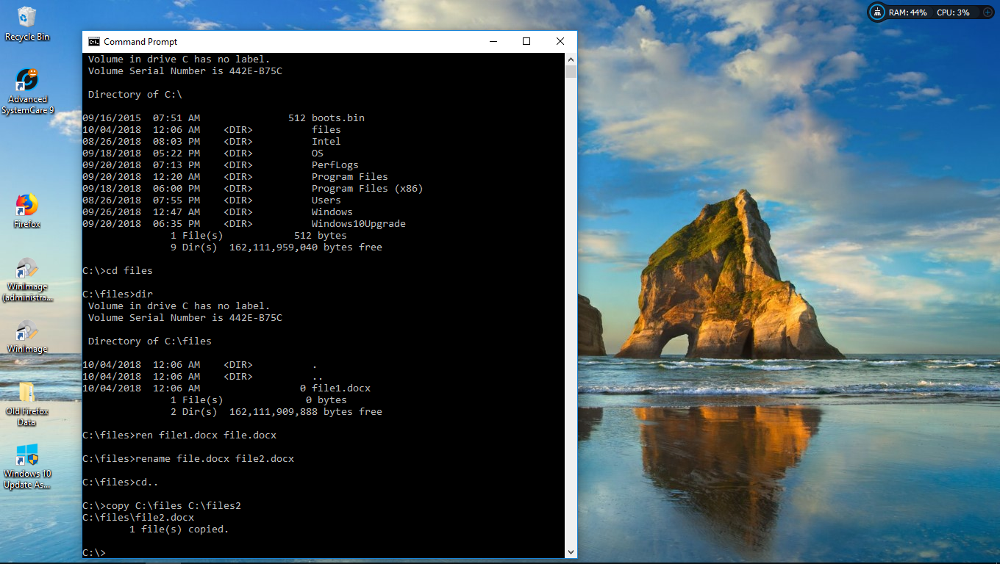 Recycle Bin
Advanced
SystemCare 9
Firefox
WinImage
(administra...
WinImage
Old Firefox
Data
Windows 10
Update As...
RAM: 44% CPU: 3%
Command Prompt
Volume in drive C has no label.
Volume Serial Number is 442E-B75C
Directory of C:\
09/16/2015 07:51 AM 512 boots.bin
10/04/2018 12:06 AM <DIR> files
08/26/2018 08:03 PM <DIR> Intel
09/18/2018 05:22 PM <DIR> OS
09/20/2018 07:13 PM <DIR> PerfLogs
09/20/2018 12:20 AM <DIR> Program Files
09/18/2018 06:00 PM <DIR> Program Files (x86)
08/26/2018 07:55 PM <DIR> Users
09/26/2018 12:47 AM <DIR> Windows
09/20/2018 06:35 PM <DIR> Windows10Upgrade
1 File(s) 512 bytes
9 Dir(s) 162,111,959,040 bytes free
C:\>cd files
C:\files>dir
Volume in drive C has no label.
Volume Serial Number is 442E-B75C
Directory of C:\files
10/04/2018 12:06 AM <DIR> .
10/04/2018 12:06 AM <DIR> ..
10/04/2018 12:06 AM 0 file1.docx
1 File(s) 0 bytes
2 Dir(s) 162,111,909,888 bytes free
C:\files>ren file1.docx file.docx
C:\files>rename file.docx file2.docx
C:\files>cd..
C:\>copy C:\files C:\files2
C:\files\file2.docx
1 file(s) copied.
C:\>